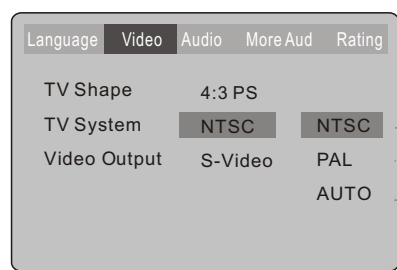 Language Video Audio More Aud Rating
TV Shape 4:3 PS
TV System NTSC NTSC
Video Output S-Video PAL
AUTO